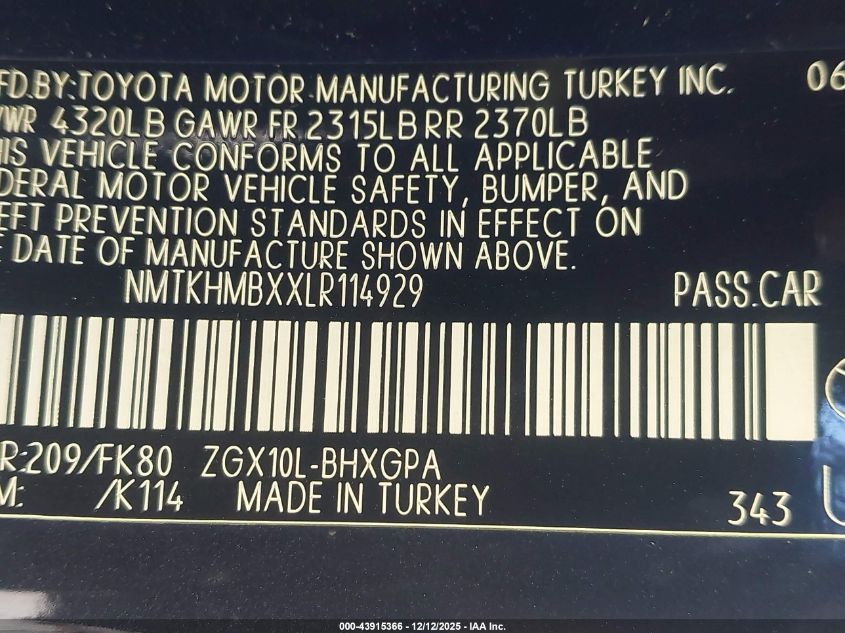 FD.BY:TOYOTA MOTOR MANUFACTURING TURKEY INC. 06
VWR 4320LB GAWR FR 2315LB RR 2370LB
HIS VEHICLE CONFORMS TO ALL APPLICABLE
DERAL MOTOR VEHICLE SAFETY, BUMPER, AND
EFT PREVENTION STANDARDS IN EFFECT ON
E DATE OF MANUFACTURE SHOWN ABOVE.
NMTKHMBXXLR114929 PASS.CAR
R:209/FK80 ZGX10L-BHXGPA
M: /K114 MADE IN TURKEY 343
000-43915366 - 12/12/2025 - IAA Inc.